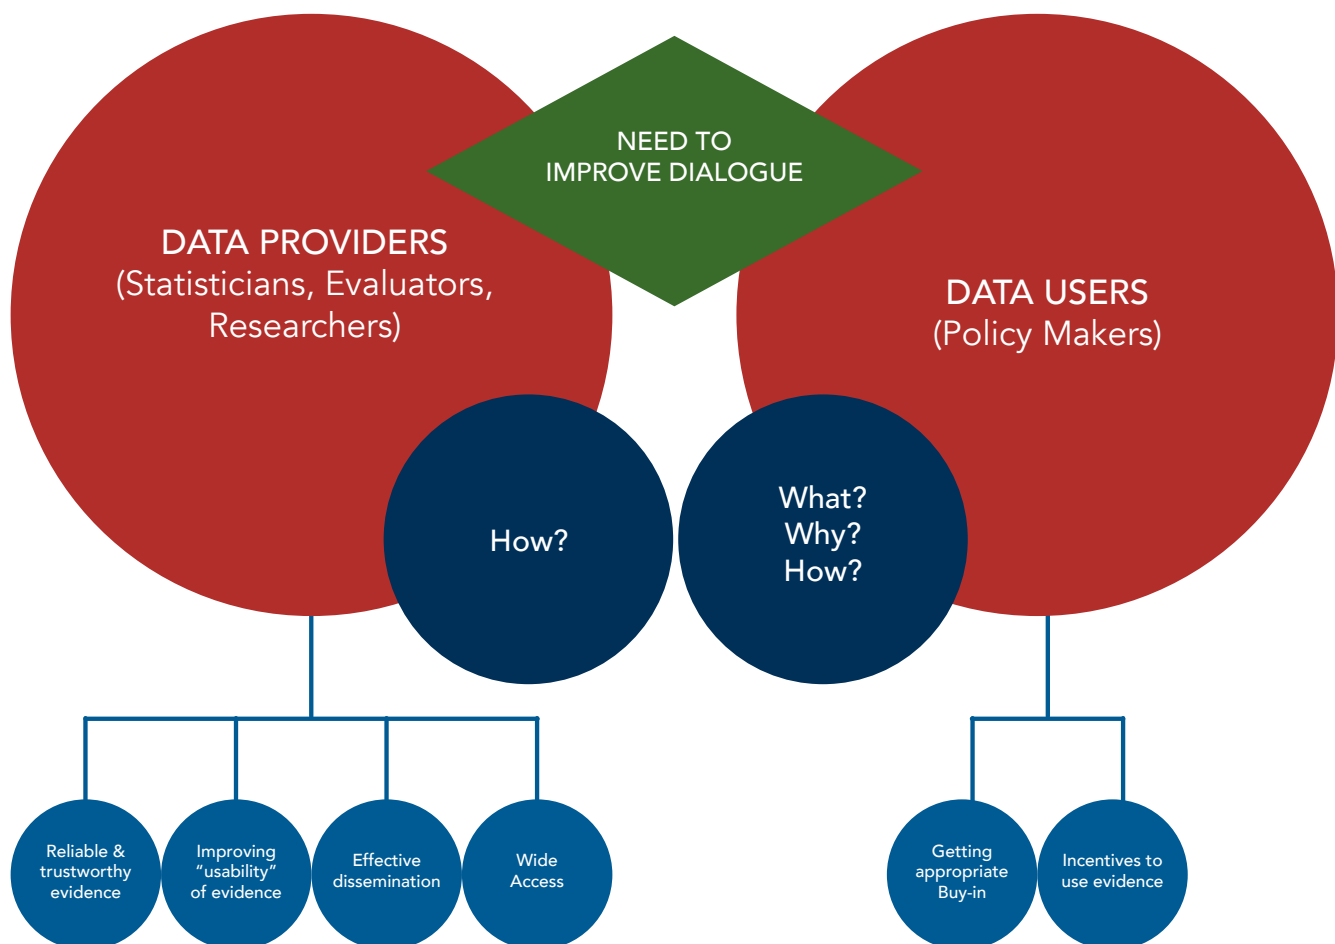 NEED TO
IMPROVE DIALOGUE
DATA PROVIDERS
(Statisticians, Evaluators,
Researchers)
DATA USERS
(Policy Makers)
How?
What?
Why?
How?
Reliable &
trustworthy
evidence
Improving
“usability”
of evidence
Effective
dissemination
Wide
Access
Getting
appropriate
Buy-in
Incentives to
use evidence